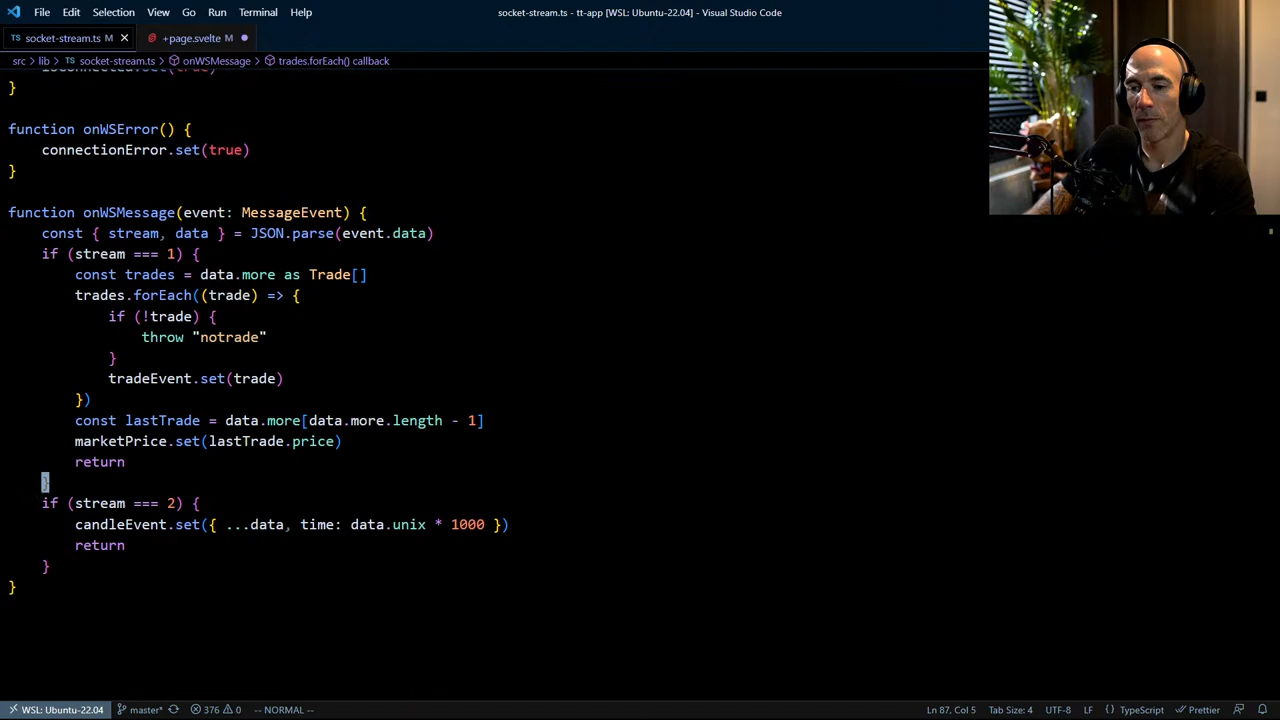 File Edit Selection View Go Run Terminal Help
socket-stream.ts - tt-app [WSL: Ubuntu-22.04] - Visual Studio Code
TS socket-stream.ts M
+page.svelte M
src > lib > TS socket-stream.ts > onWSMessage > trades.forEach() callback
isConnected.set(true)
}
function onWSError() {
connectionError.set(true)
}
function onWSMessage(event: MessageEvent) {
const { stream, data } = JSON.parse(event.data)
if (stream === 1) {
const trades = data.more as Trade[]
trades.forEach((trade) => {
if (!trade) {
throw "notrade"
}
tradeEvent.set(trade)
})
const lastTrade = data.more[data.more.length - 1]
marketPrice.set(lastTrade.price)
return
}
if (stream === 2) {
candleEvent.set({ ...data, time: data.unix * 1000 })
return
}
}
WSL: Ubuntu-22.04 master* 376 0 -- NORMAL -- Ln 87, Col 5 Tab Size: 4 UTF-8 LF {} TypeScript Prettier